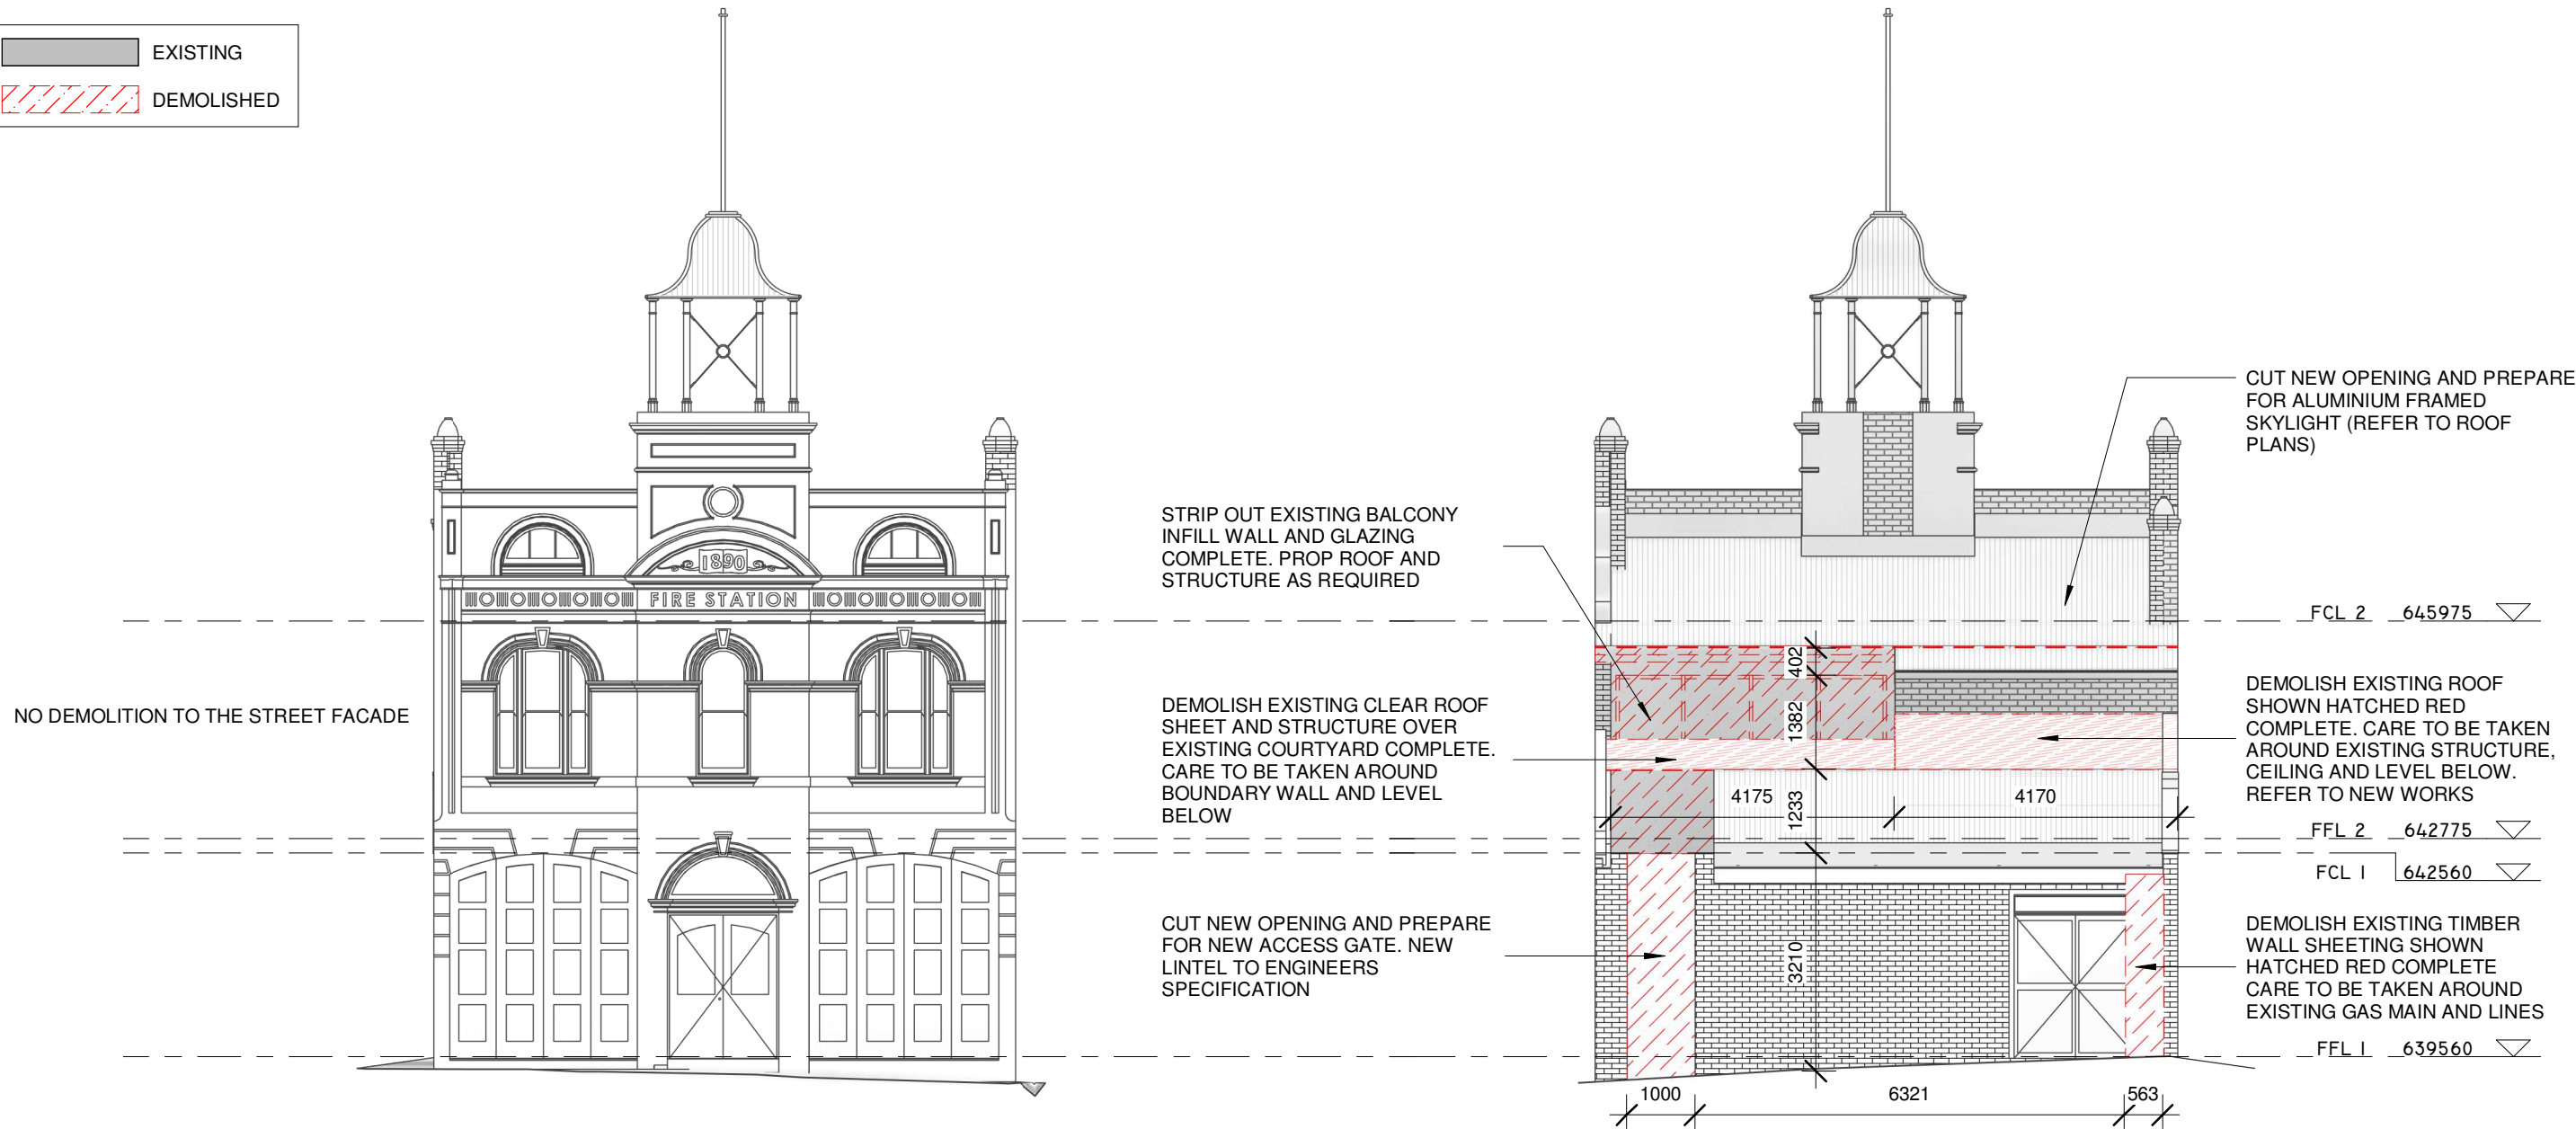 EXISTING
DEMOLISHED
1890
FIRE STATION
NO DEMOLITION TO THE STREET FACADE
STRIP OUT EXISTING BALCONY
INFILL WALL AND GLAZING
COMPLETE. PROP ROOF AND
STRUCTURE AS REQUIRED
DEMOLISH EXISTING CLEAR ROOF
SHEET AND STRUCTURE OVER
EXISTING COURTYARD COMPLETE.
CARE TO BE TAKEN AROUND
BOUNDARY WALL AND LEVEL
BELOW
CUT NEW OPENING AND PREPARE
FOR NEW ACCESS GATE. NEW
LINTEL TO ENGINEERS
SPECIFICATION
402
1382
1233
3210
4175
4170
1000
6321
563
CUT NEW OPENING AND PREPARE
FOR ALUMINIUM FRAMED
SKYLIGHT (REFER TO ROOF
PLANS)
FCL 2 645975
DEMOLISH EXISTING ROOF
SHOWN HATCHED RED
COMPLETE. CARE TO BE TAKEN
AROUND EXISTING STRUCTURE,
CEILING AND LEVEL BELOW.
REFER TO NEW WORKS
FFL 2 642775
FCL 1 642560
DEMOLISH EXISTING TIMBER
WALL SHEETING SHOWN
HATCHED RED COMPLETE
CARE TO BE TAKEN AROUND
EXISTING GAS MAIN AND LINES
FFL 1 639560